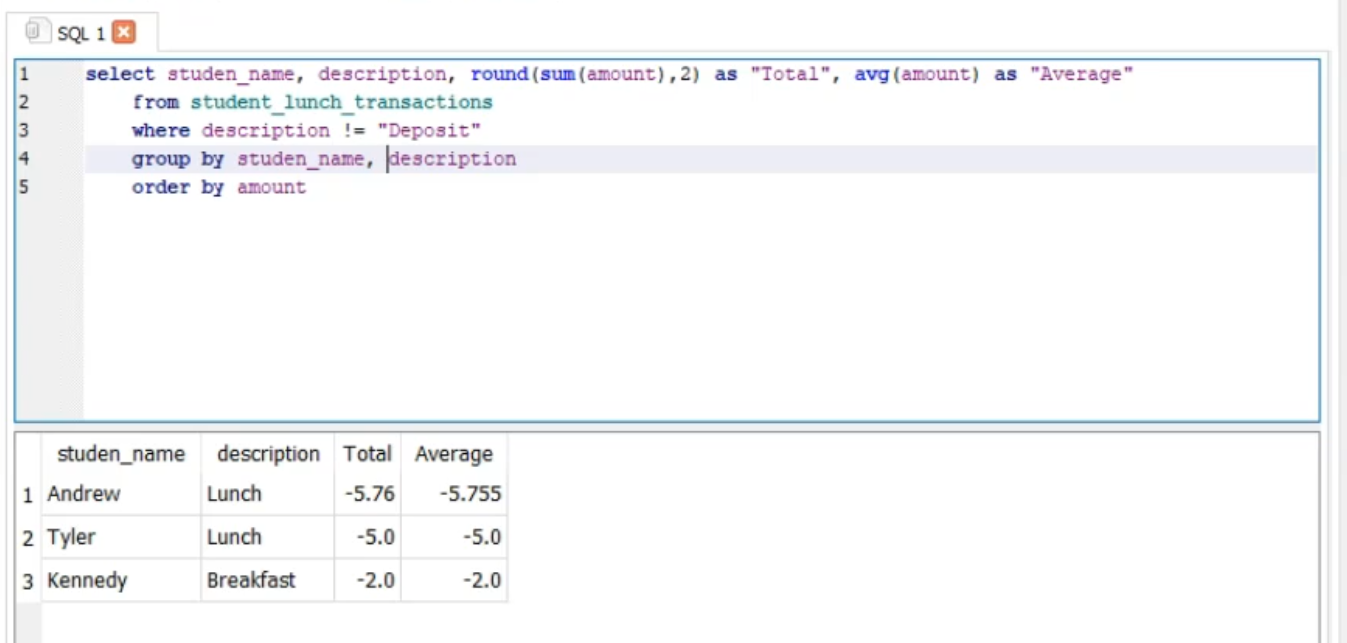 SQL 1
1 select studen_name, description, round(sum(amount),2) as "Total", avg(amount) as "Average"
2 from student_lunch_transactions
3 where description != "Deposit"
4 group by studen_name, description
5 order by amount
studen_name description Total Average
1 Andrew Lunch -5.76 -5.755
2 Tyler Lunch -5.0 -5.0
3 Kennedy Breakfast -2.0 -2.0